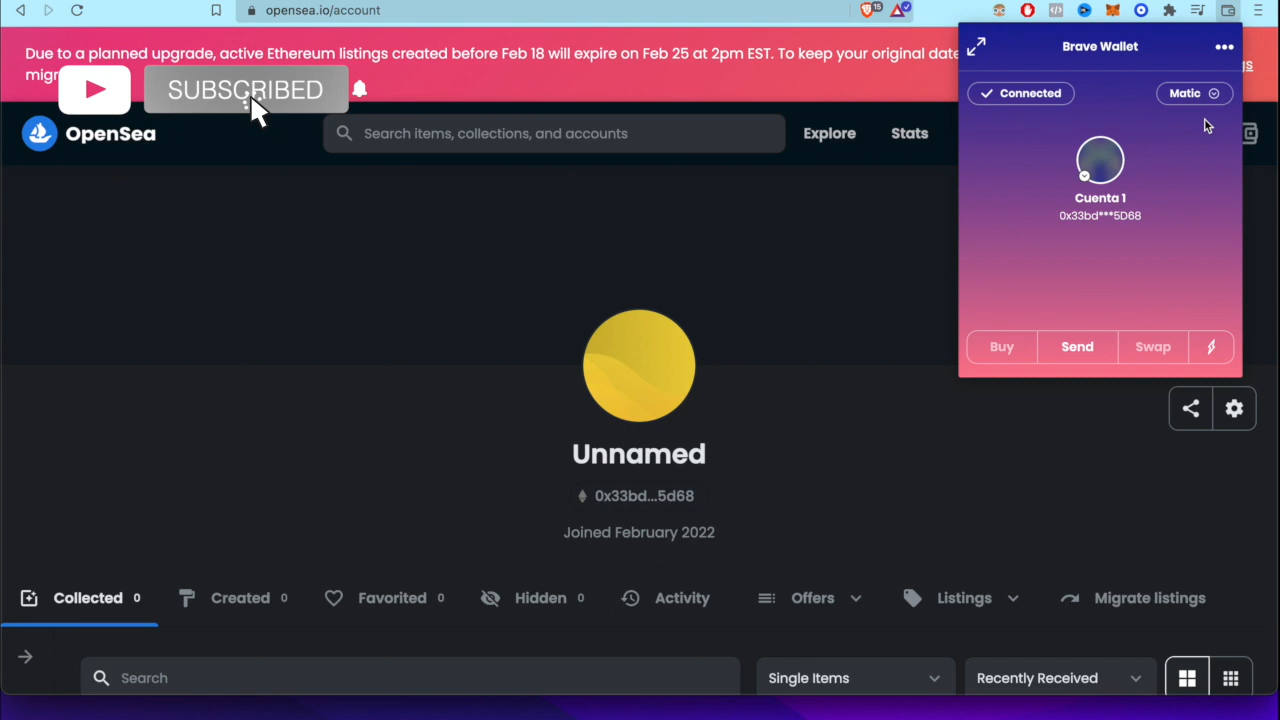 opensea.io/account
15
Due to a planned upgrade, active Ethereum listings created before Feb 18 will expire on Feb 25 at 2pm EST. To keep your original date
SUBSCRIBED
OpenSea
Search items, collections, and accounts
Explore
Stats
Brave Wallet
Connected
Matic
Cuenta 1
0x33bd***5D68
Buy
Send
Swap
Unnamed
0x33bd...5d68
Joined February 2022
Collected 0
Created 0
Favorited 0
Hidden 0
Activity
Offers
Listings
Migrate listings
Search
Single Items
Recently Received